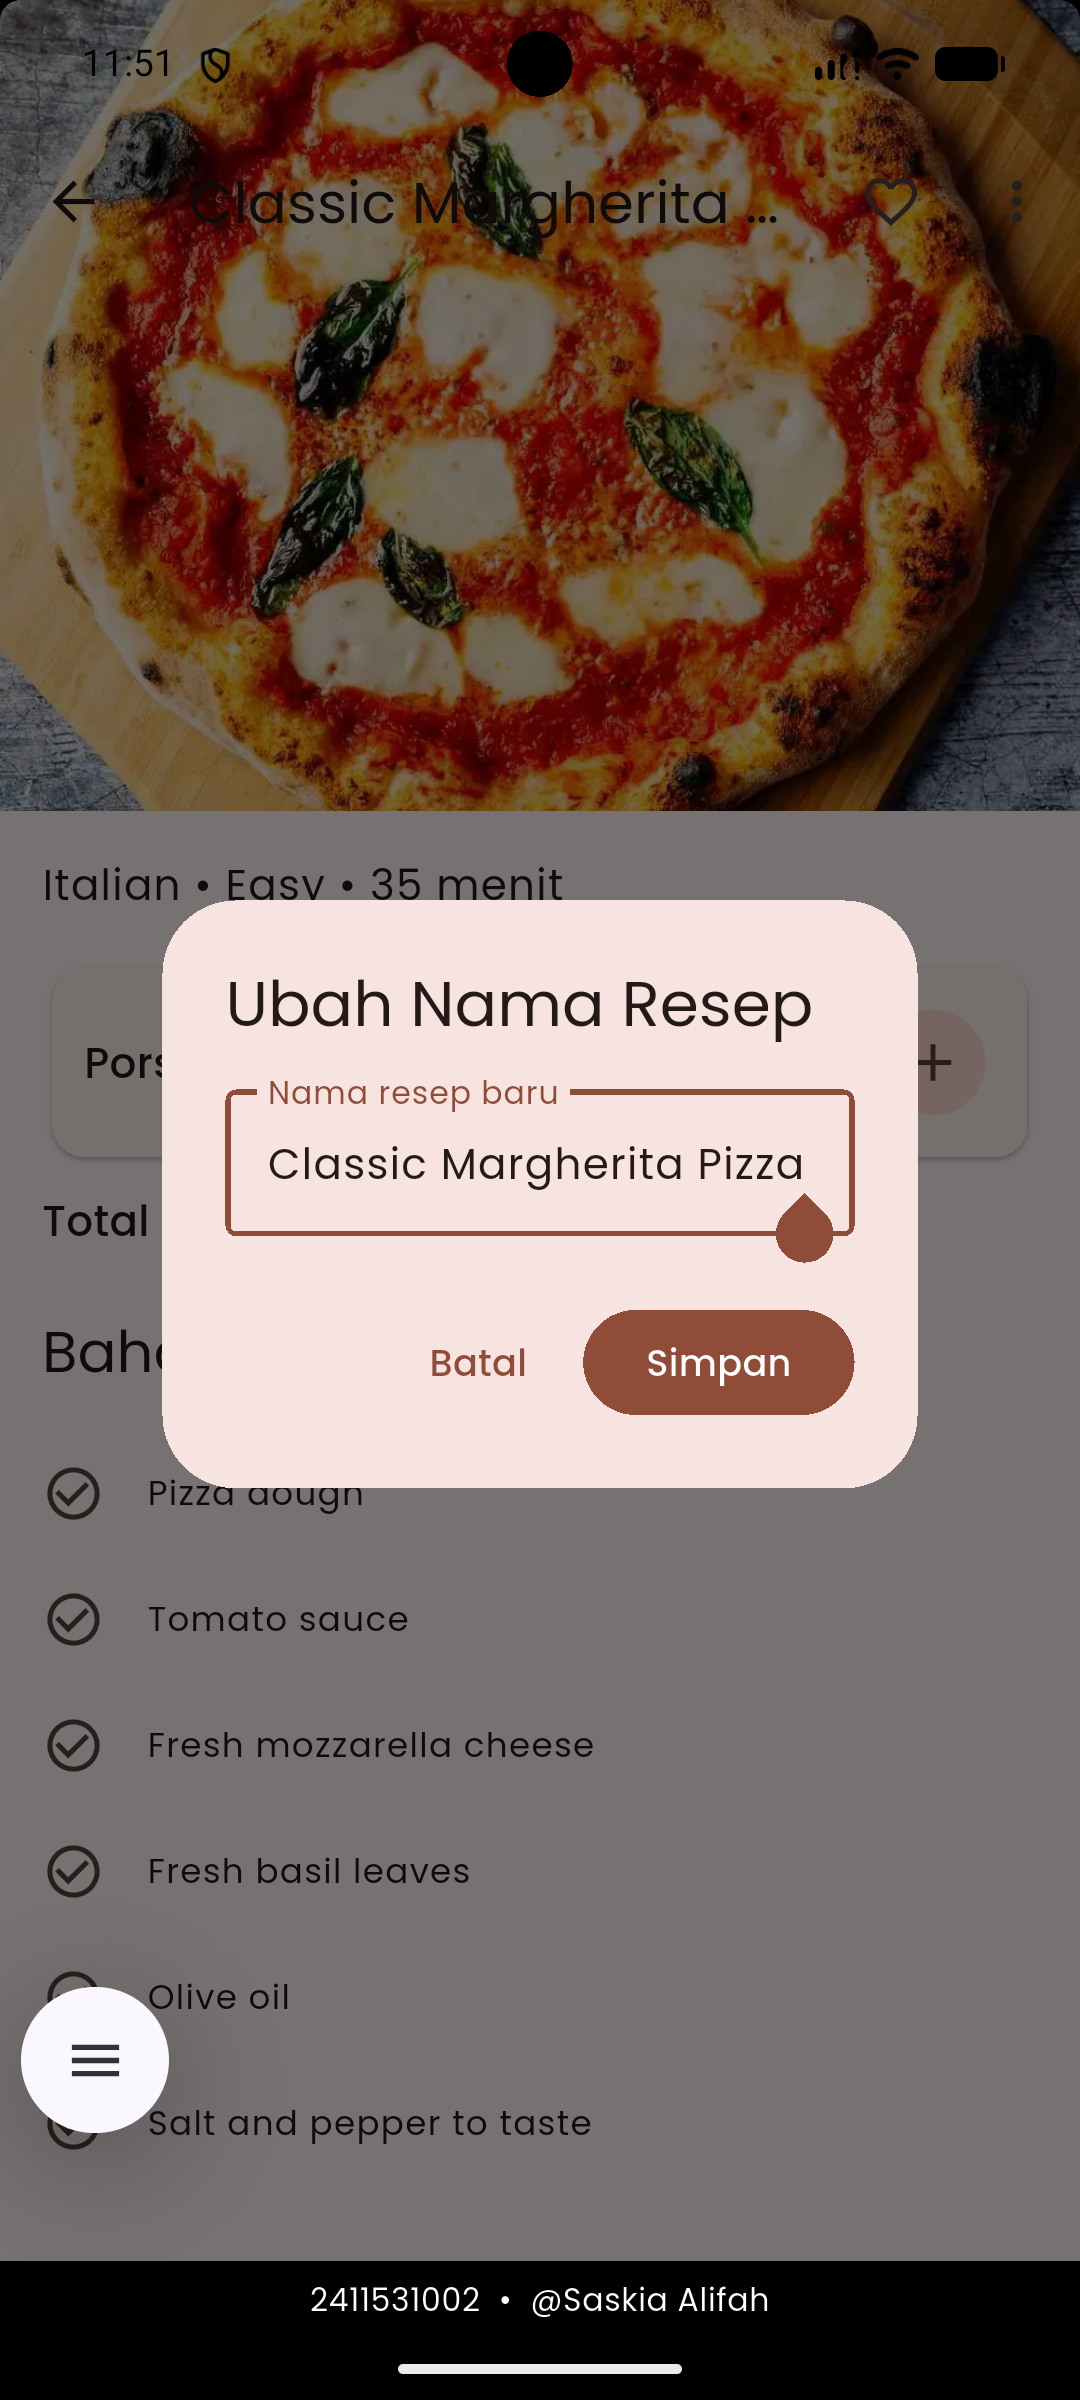 11:51
Classic Margherita ...
Italian • Easy • 35 menit
Ubah Nama Resep
Nama resep baru
Classic Margherita Pizza
Total
Batal
Simpan
Pizza dough
Tomato sauce
Fresh mozzarella cheese
Fresh basil leaves
Olive oil
Salt and pepper to taste
2411531002 • @Saskia Alifah